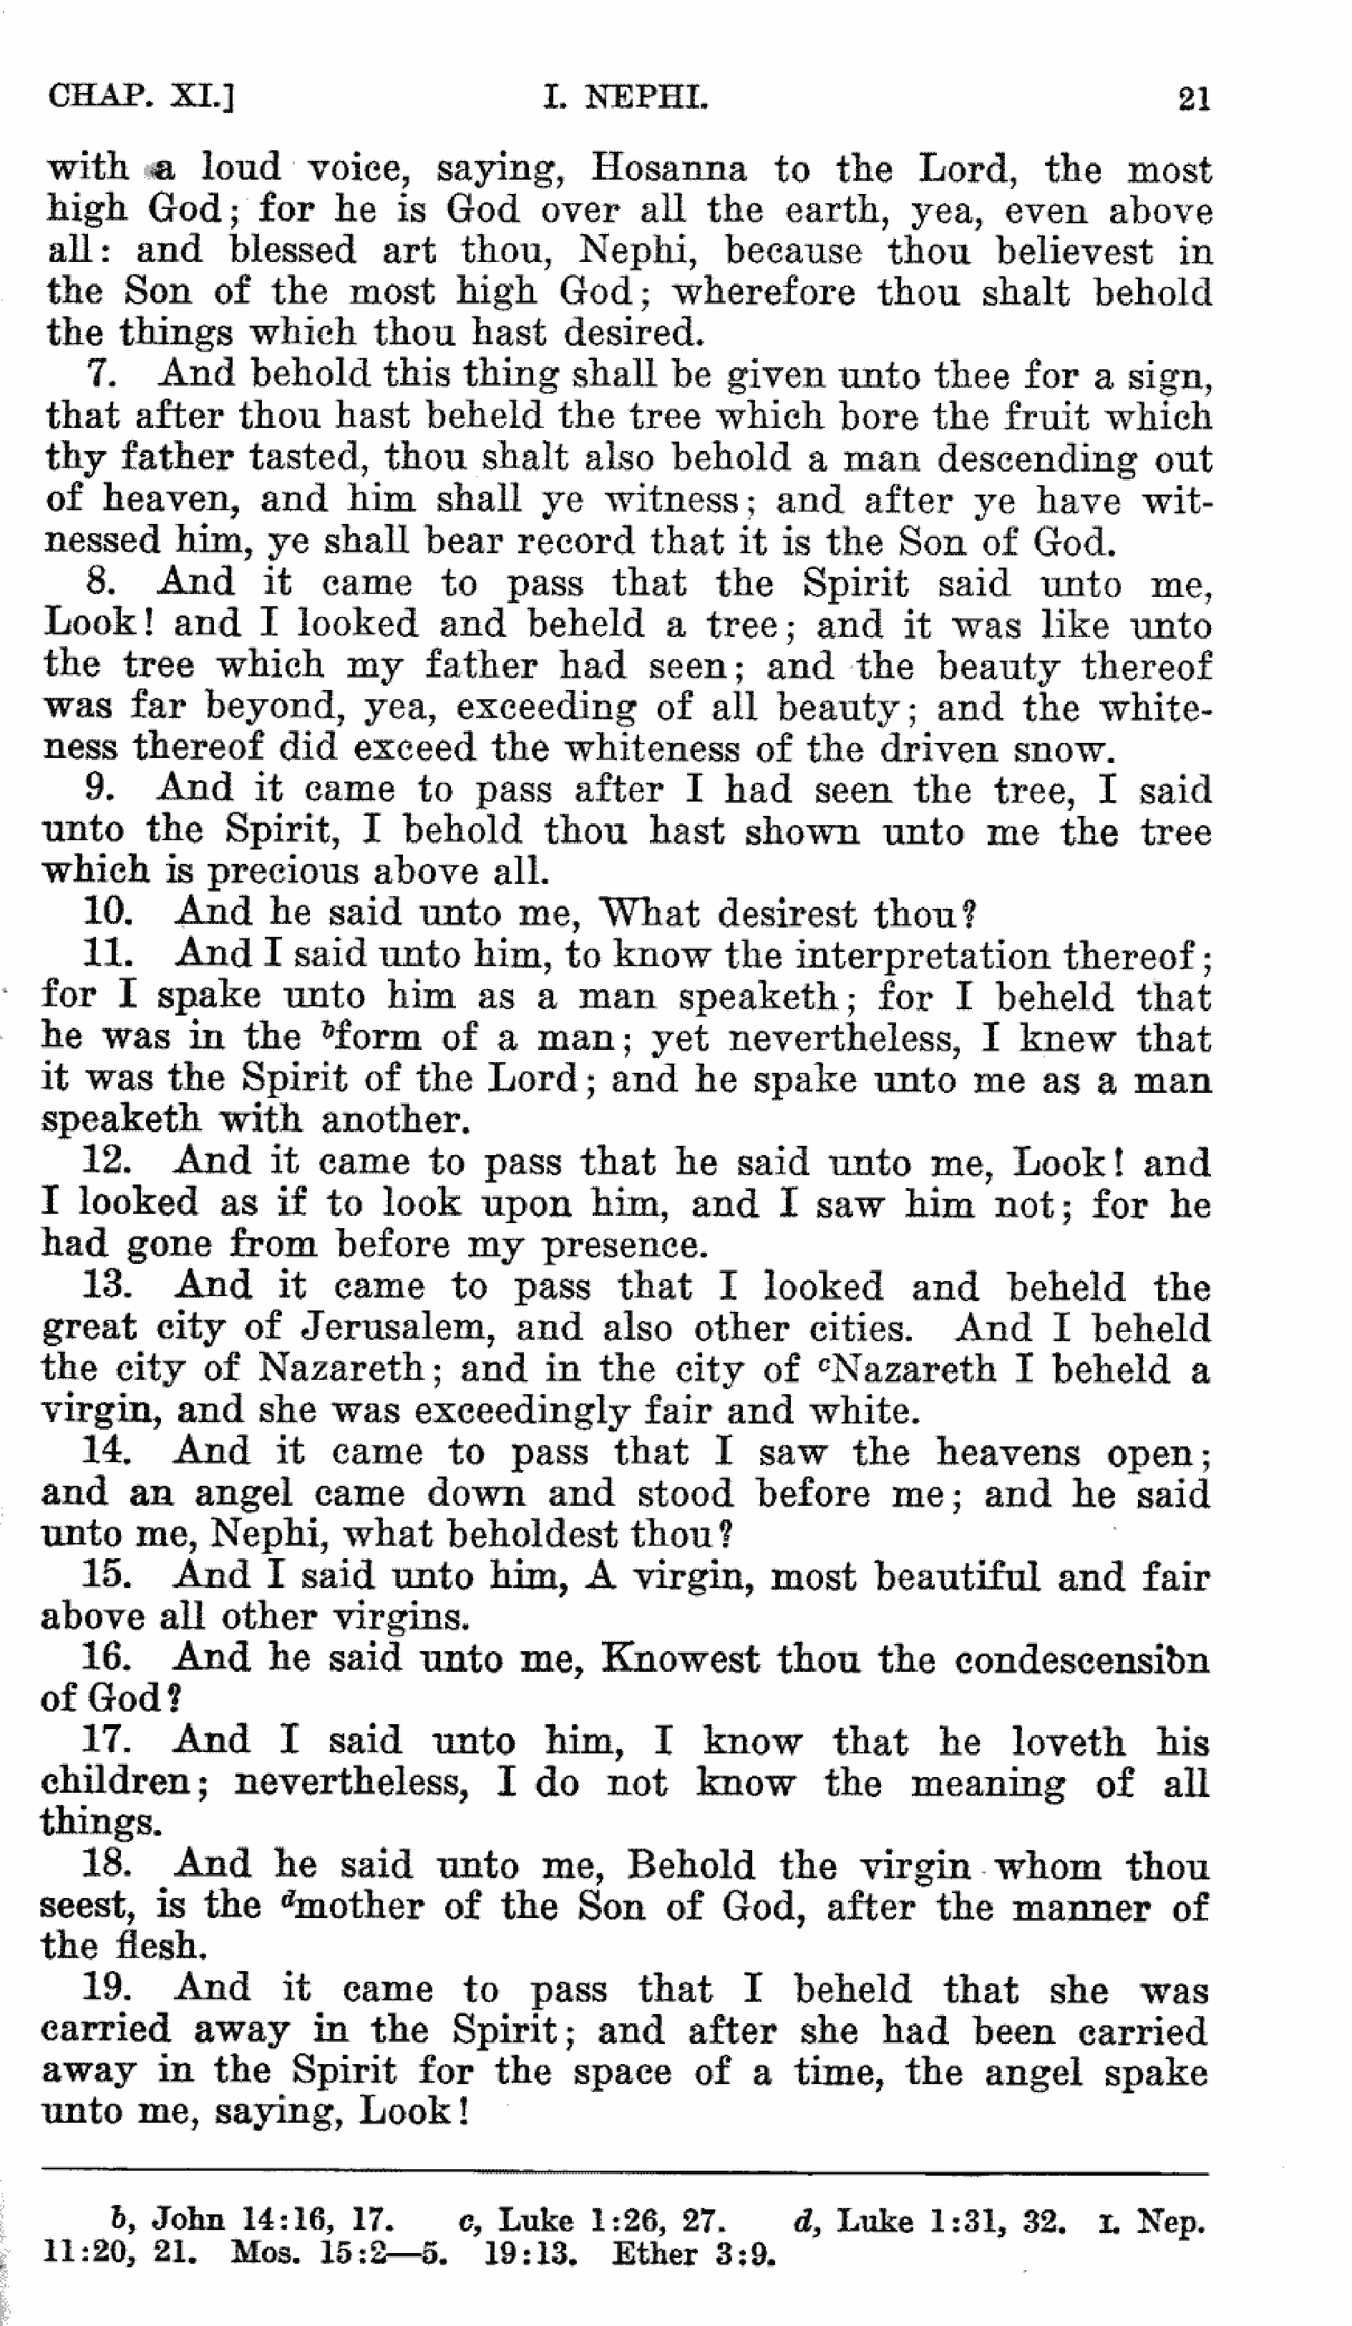 CHAP. XI.] I. NEPHI. 21
with a loud voice, saying, Hosanna to the Lord, the most
high God; for he is God over all the earth, yea, even above
all: and blessed art thou, Nephi, because thou believest in
the Son of the most high God; wherefore thou shalt behold
the things which thou hast desired.
7. And behold this thing shall be given unto thee for a sign,
that after thou hast beheld the tree which bore the fruit which
thy father tasted, thou shalt also behold a man descending out
of heaven, and him shall ye witness; and after ye have wit-
nessed him, ye shall bear record that it is the Son of God.
8. And it came to pass that the Spirit said unto me,
Look! and I looked and beheld a tree; and it was like unto
the tree which my father had seen; and the beauty thereof
was far beyond, yea, exceeding of all beauty; and the white-
ness thereof did exceed the whiteness of the driven snow.
9. And it came to pass after I had seen the tree, I said
unto the Spirit, I behold thou hast shown unto me the tree
which is precious above all.
10. And he said unto me, What desirest thou?
11. And I said unto him, to know the interpretation thereof;
for I spake unto him as a man speaketh; for I beheld that
he was in the bform of a man; yet nevertheless, I knew that
it was the Spirit of the Lord; and he spake unto me as a man
speaketh with another.
12. And it came to pass that he said unto me, Look! and
I looked as if to look upon him, and I saw him not; for he
had gone from before my presence.
13. And it came to pass that I looked and beheld the
great city of Jerusalem, and also other cities. And I beheld
the city of Nazareth; and in the city of cNazareth I beheld a
virgin, and she was exceedingly fair and white.
14. And it came to pass that I saw the heavens open;
and an angel came down and stood before me; and he said
unto me, Nephi, what beholdest thou?
15. And I said unto him, A virgin, most beautiful and fair
above all other virgins.
16. And he said unto me, Knowest thou the condescension
of God?
17. And I said unto him, I know that he loveth his
children; nevertheless, I do not know the meaning of all
things.
18. And he said unto me, Behold the virgin whom thou
seest, is the dmother of the Son of God, after the manner of
the flesh.
19. And it came to pass that I beheld that she was
carried away in the Spirit; and after she had been carried
away in the Spirit for the space of a time, the angel spake
unto me, saying, Look!
b, John 14:16, 17. c, Luke 1:26, 27. d, Luke 1:31, 32. I. Nep.
11:20, 21. Mos. 15:2—5. 19:13. Ether 3:9.